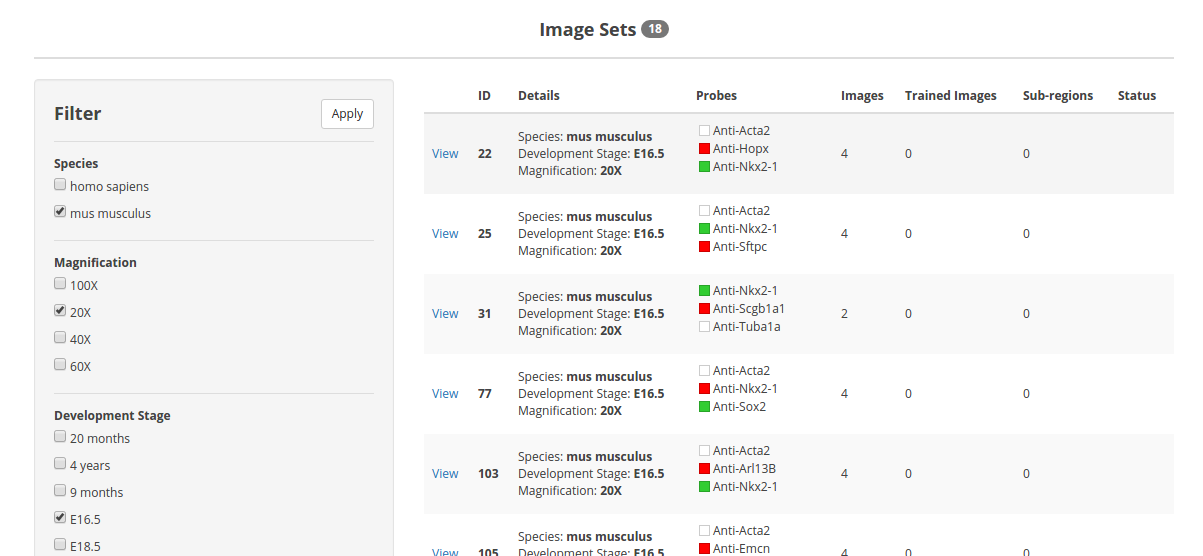 Image Sets 18
Filter
Apply
Species
homo sapiens
mus musculus
Magnification
100X
20X
40X
60X
Development Stage
20 months
4 years
9 months
E16.5
E18.5
ID Details Probes Images Trained Images Sub-regions Status
View 22
Species: mus musculus
Development Stage: E16.5
Magnification: 20X
Anti-Acta2
Anti-Hopx
Anti-Nkx2-1
4 0 0
View 25
Species: mus musculus
Development Stage: E16.5
Magnification: 20X
Anti-Acta2
Anti-Nkx2-1
Anti-Sftpc
4 0 0
View 31
Species: mus musculus
Development Stage: E16.5
Magnification: 20X
Anti-Nkx2-1
Anti-Scgb1a1
Anti-Tuba1a
2 0 0
View 77
Species: mus musculus
Development Stage: E16.5
Magnification: 20X
Anti-Acta2
Anti-Nkx2-1
Anti-Sox2
4 0 0
View 103
Species: mus musculus
Development Stage: E16.5
Magnification: 20X
Anti-Acta2
Anti-Arl13B
Anti-Nkx2-1
4 0 0
View 105
Species: mus musculus
Development Stage: E16.5
Anti-Acta2
Anti-Emcn
4 0 0